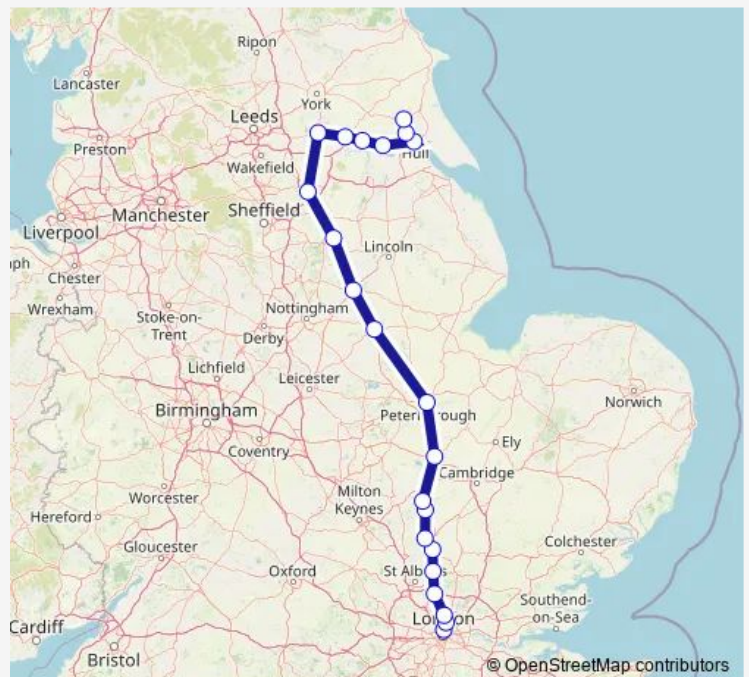 Ripon
Lancaster
York
Leeds
Preston
Hull
Wakefield
Manchester
Sheffield
Liverpool
Lincoln
Chester
Wrexham
Nottingham
Stoke-on-
Trent
Derby
Lichfield
Leicester
Norwich
Birmingham
Peterborough
Ely
Coventry
Cambridge
Worcester
Milton
Keynes
Hereford
Colchester
Gloucester
Oxford
St Albans
Southend-
on-Sea
London
Cardiff
Bristol
© OpenStreetMap contributors